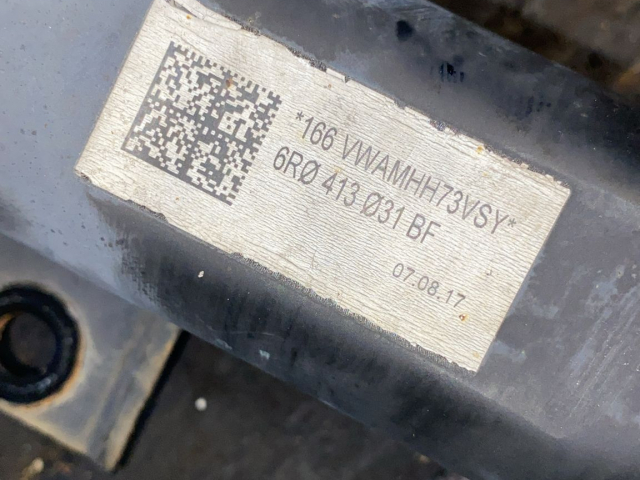 *166 VWAMHH73VSY*
6RØ 413 Ø31 BF
07.08.17